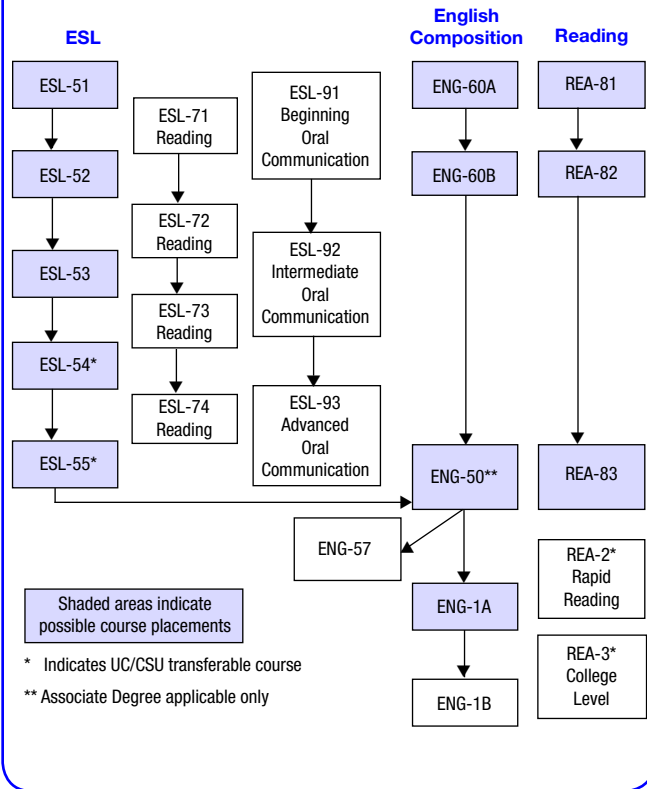 ESL
ESL-51
ESL-52
ESL-53
ESL-54*
ESL-55*
ESL-71
Reading
ESL-72
Reading
ESL-73
Reading
ESL-74
Reading
ESL-91
Beginning
Oral
Communication
ESL-92
Intermediate
Oral
Communication
ESL-93
Advanced
Oral
Communication
English
Composition
ENG-60A
ENG-60B
ENG-50**
ENG-57
ENG-1A
ENG-1B
Reading
REA-81
REA-82
REA-83
REA-2*
Rapid
Reading
REA-3*
College
Level
Shaded areas indicate
possible course placements
* Indicates UC/CSU transferable course
** Associate Degree applicable only